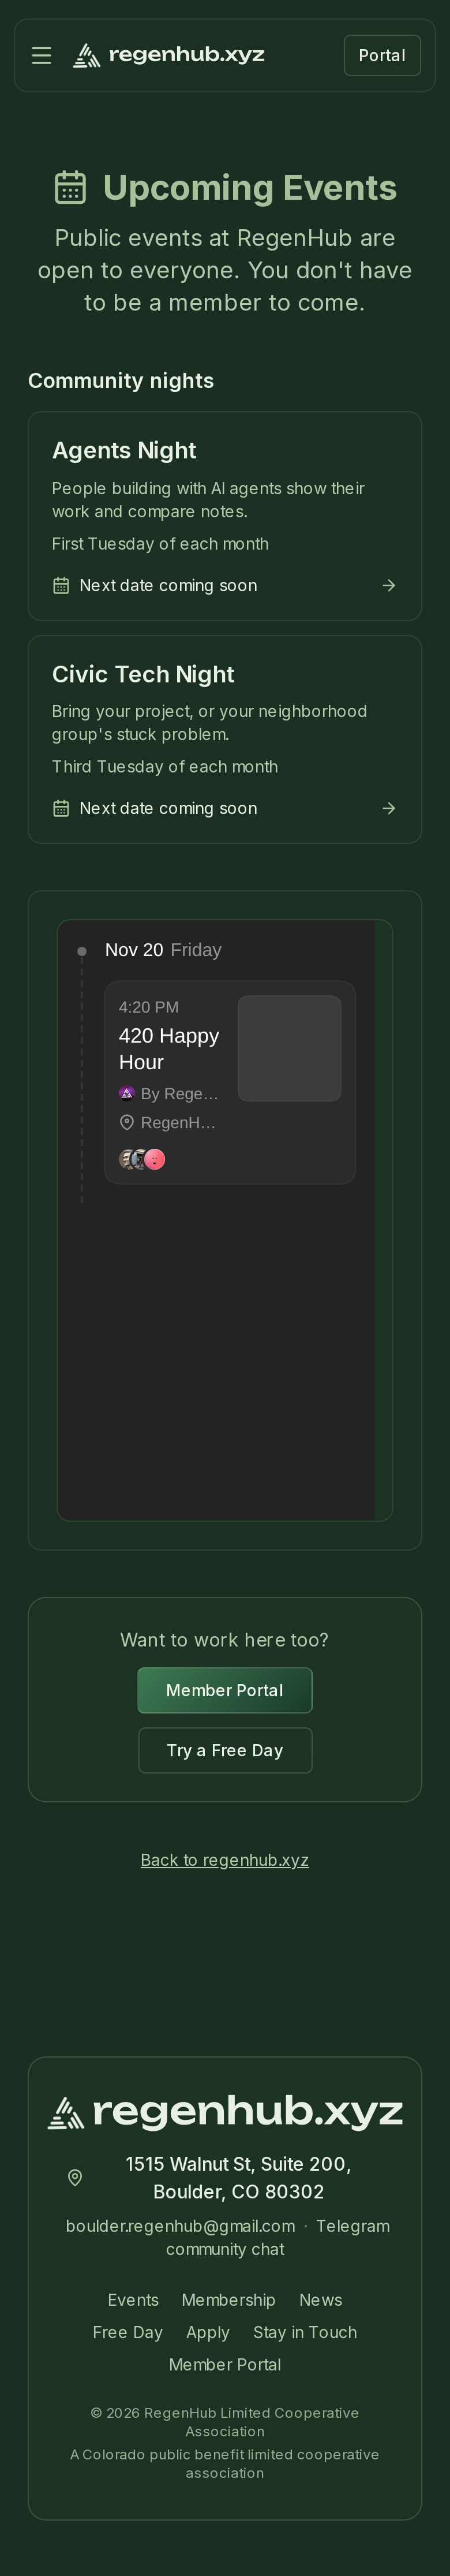 regenhub.xyz
Portal
Upcoming Events
Public events at RegenHub are
open to everyone. You don't have
to be a member to come.
Community nights
Agents Night
People building with AI agents show their
work and compare notes.
First Tuesday of each month
Next date coming soon
Civic Tech Night
Bring your project, or your neighborhood
group's stuck problem.
Third Tuesday of each month
Next date coming soon
Nov 20 Friday
4:20 PM
420 Happy
Hour
By Rege...
RegenH...
Want to work here too?
Member Portal
Try a Free Day
Back to regenhub.xyz
regenhub.xyz
1515 Walnut St, Suite 200,
Boulder, CO 80302
boulder.regenhub@gmail.com · Telegram
community chat
Events Membership News
Free Day Apply Stay in Touch
Member Portal
© 2026 RegenHub Limited Cooperative
Association
A Colorado public benefit limited cooperative
association